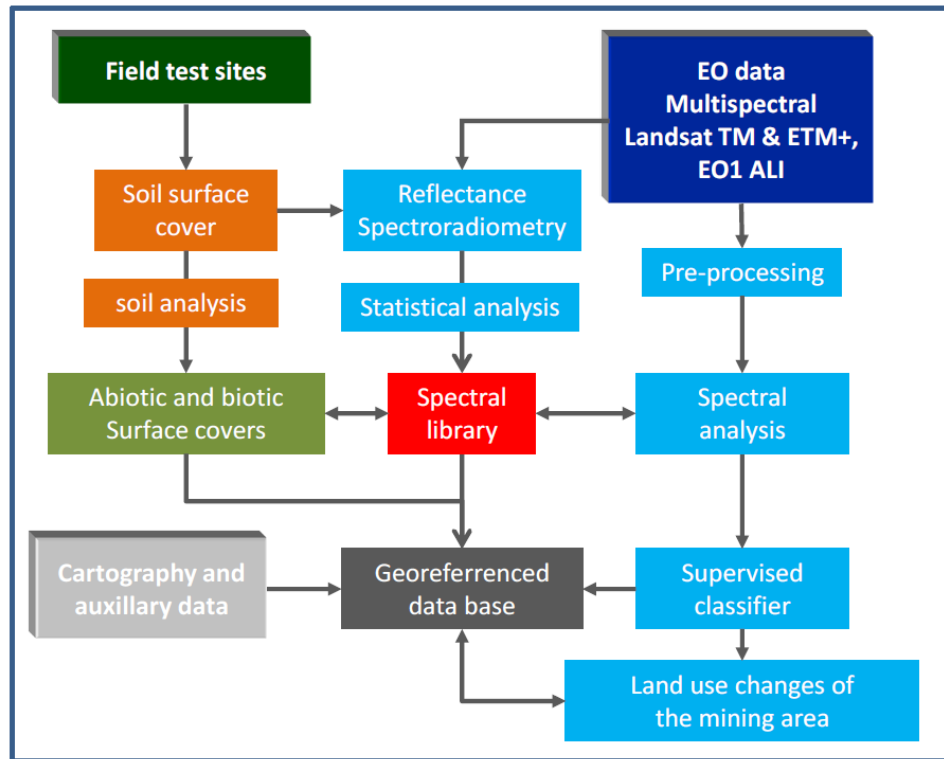 Field test sites
EO data
Multispectral
Landsat TM & ETM+,
EO1 ALI
Soil surface
cover
Reflectance
Spectroradiometry
Pre-processing
soil analysis
Statistical analysis
Abiotic and biotic
Surface covers
Spectral
library
Spectral
analysis
Cartography and
auxillary data
Georeferrenced
data base
Supervised
classifier
Land use changes of
the mining area